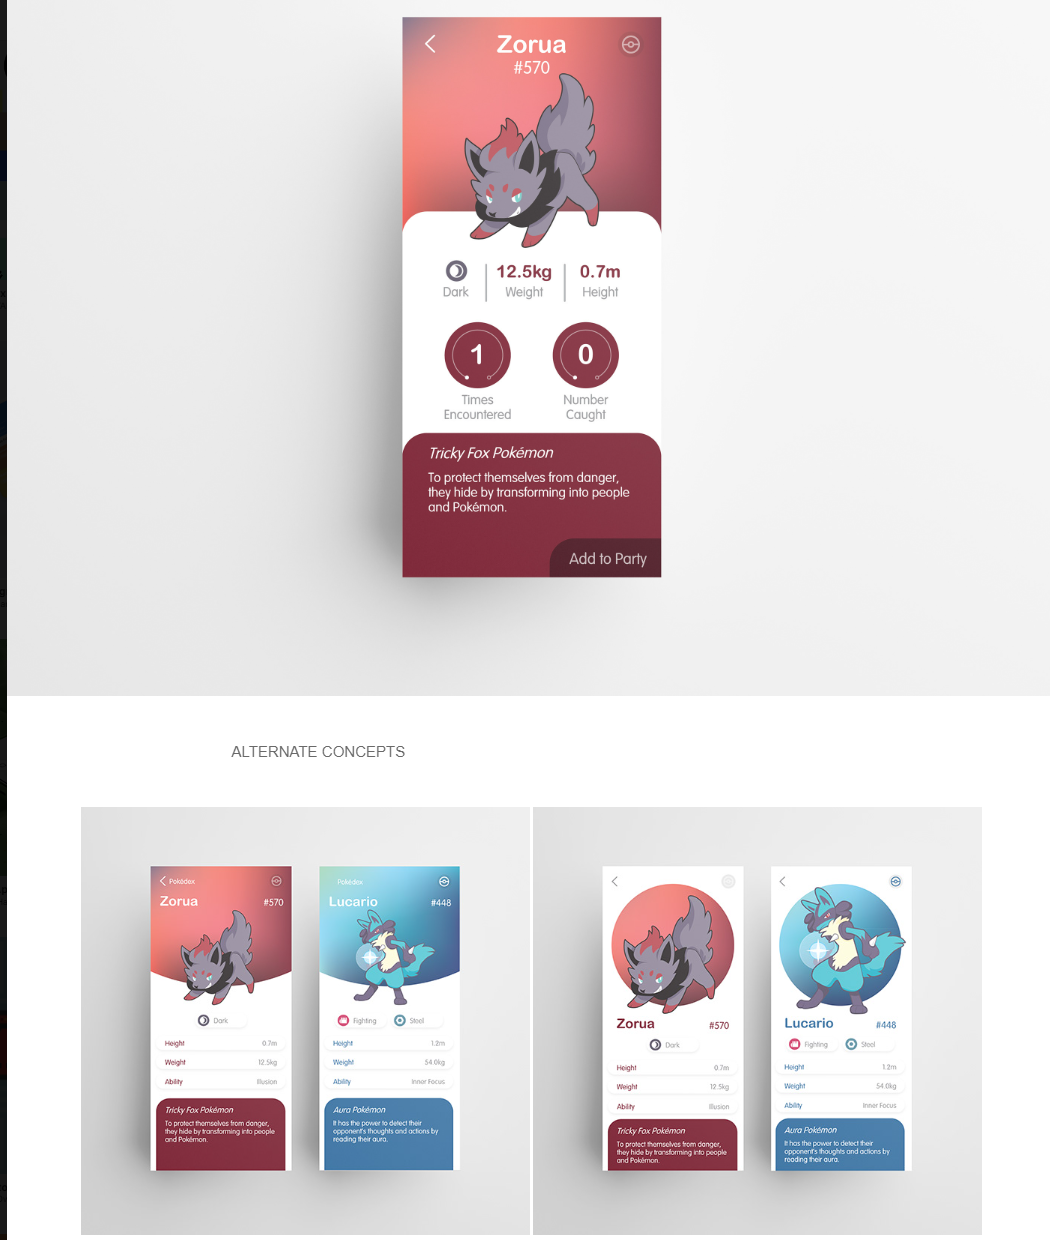 Zorua
#570
Dark
12.5kg
Weight
0.7m
Height
1
Times
Encountered
0
Number
Caught
Tricky Fox Pokémon
To protect themselves from danger,
they hide by transforming into people
and Pokémon.
Add to Party
ALTERNATE CONCEPTS
Pokédex
Zorua
#570
Dark
Height
0.7m
Weight
12.5kg
Ability
Illusion
Tricky Fox Pokémon
To protect themselves from danger,
they hide by transforming into people
and Pokémon.
Pokédex
Lucario
#448
Fighting
Steel
Height
1.2m
Weight
54.0kg
Ability
Inner Focus
Aura Pokémon
It has the power to detect their
opponent's thoughts and actions by
reading their aura.
Zorua
#570
Dark
Height
0.7m
Weight
12.5kg
Ability
Illusion
Tricky Fox Pokémon
To protect themselves from danger,
they hide by transforming into people
and Pokémon.
Lucario
#448
Fighting
Steel
Height
1.2m
Weight
54.0kg
Ability
Inner Focus
Aura Pokémon
It has the power to detect their
opponent's thoughts and actions by
reading their aura.